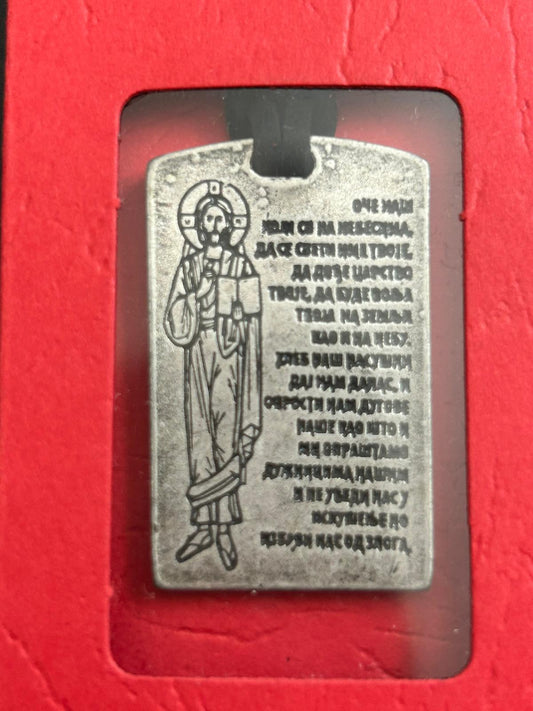 ОЧЕ НАШ
КОЈИ СИ НА НЕБЕСИМА,
ДА СЕ СВЕТИ ИМЕ ТВОЈЕ,
ДА ДОЂЕ ЦАРСТВО
ТВОЈЕ, ДА БУДЕ ВОЉА
ТВОЈА НА ЗЕМЉИ
КАО И НА НЕБУ.
ХЛЕБ НАШ НАСУШНИ
ДАЈ НАМ ДАНАС, И
ОПРОСТИ НАМ ДУГОВЕ
НАШЕ КАО ШТО И
МИ ОПРАШТАМО
ДУЖНИЦИМА НАШИМ
И НЕ УВЕДИ НАС У
ИСКУШЕЊЕ НО
ИЗБАВИ НАС ОД ЗЛОГА.